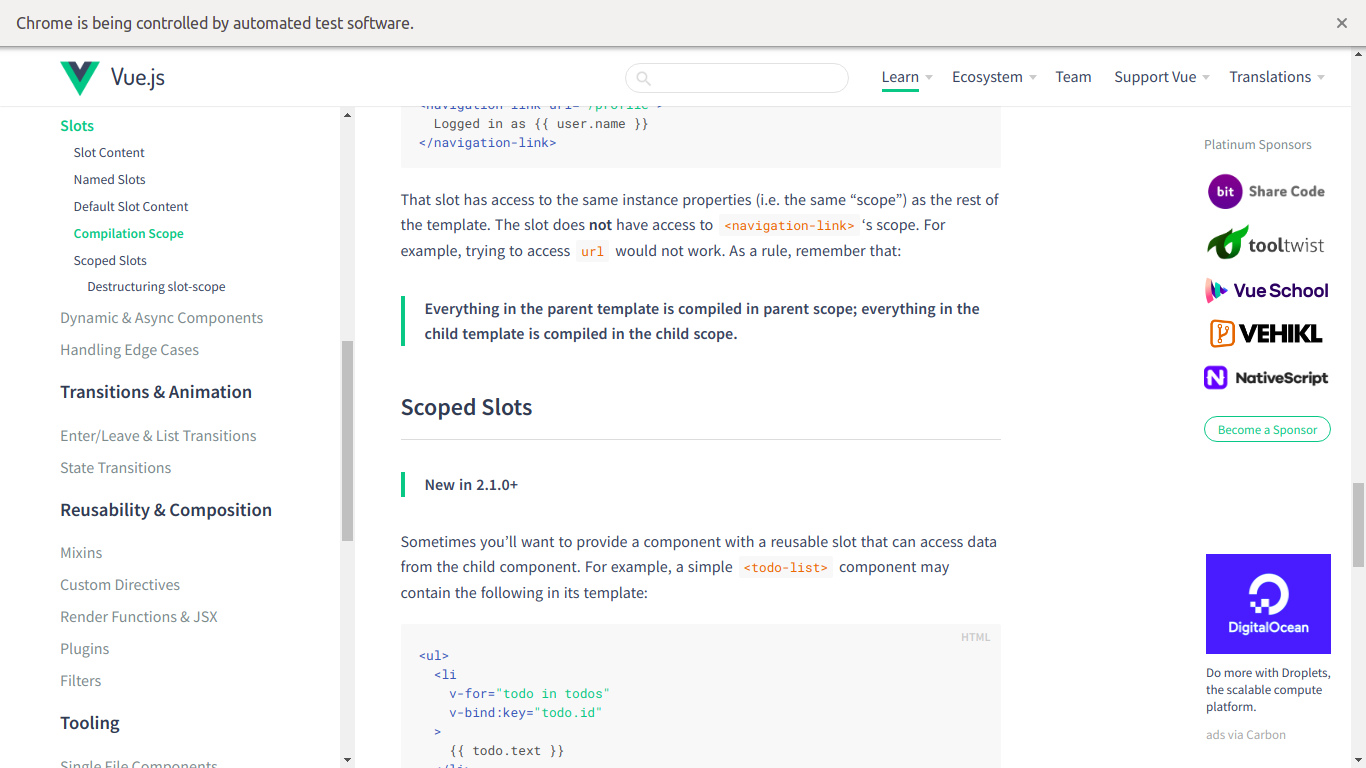 Chrome is being controlled by automated test software.
Vue.js
Learn
Ecosystem
Team
Support Vue
Translations
Slots
Slot Content
Named Slots
Default Slot Content
Compilation Scope
Scoped Slots
Destructuring slot-scope
Dynamic & Async Components
Handling Edge Cases
Transitions & Animation
Enter/Leave & List Transitions
State Transitions
Reusability & Composition
Mixins
Custom Directives
Render Functions & JSX
Plugins
Filters
Tooling
Single File Components
<navigation-link url="/profile">
Logged in as {{ user.name }}
</navigation-link>
That slot has access to the same instance properties (i.e. the same “scope”) as the rest of
the template. The slot does not have access to <navigation-link> ‘s scope. For
example, trying to access url would not work. As a rule, remember that:
Everything in the parent template is compiled in parent scope; everything in the
child template is compiled in the child scope.
Scoped Slots
New in 2.1.0+
Sometimes you’ll want to provide a component with a reusable slot that can access data
from the child component. For example, a simple <todo-list> component may
contain the following in its template:
HTML
<ul>
<li
v-for="todo in todos"
v-bind:key="todo.id"
>
{{ todo.text }}
</li>
Platinum Sponsors
bit Share Code
tooltwist
Vue School
VEHIKL
NativeScript
Become a Sponsor
DigitalOcean
Do more with Droplets,
the scalable compute
platform.
ads via Carbon